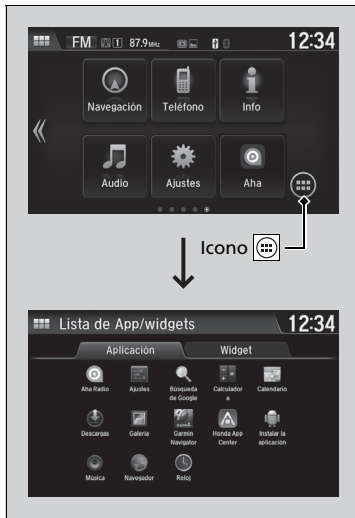 FM 1 87.9MHz 12:34
Navegación Teléfono Info
Audio Ajustes Aha
Icono
Lista de App/widgets 12:34
Aplicación Widget
Aha Radio Ajustes Búsqueda de Google Calculadora Calendario
Descargas Galería Garmin Navigator Honda App Center Instalar la aplicación
Música Navegador Reloj